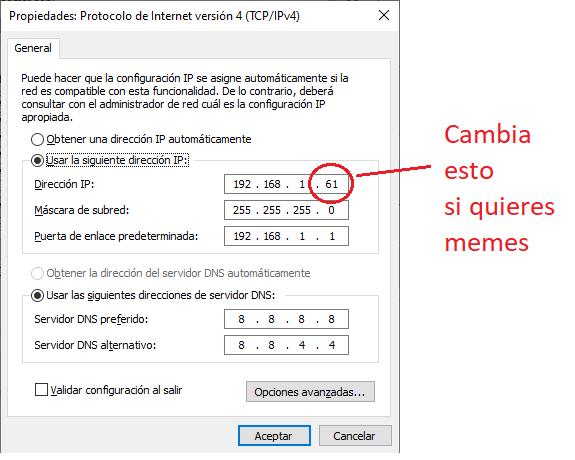 Propiedades: Protocolo de Internet versión 4 (TCP/IPv4)
General
Puede hacer que la configuración IP se asigne automáticamente si la
red es compatible con esta funcionalidad. De lo contrario, deberá
consultar con el administrador de red cuál es la configuración IP
apropiada.
Obtener una dirección IP automáticamente
Usar la siguiente dirección IP:
Dirección IP: 192 . 168 . 1 . 61
Máscara de subred: 255 . 255 . 255 . 0
Puerta de enlace predeterminada: 192 . 168 . 1 . 1
Obtener la dirección del servidor DNS automáticamente
Usar las siguientes direcciones de servidor DNS:
Servidor DNS preferido: 8 . 8 . 8 . 8
Servidor DNS alternativo: 8 . 8 . 4 . 4
Validar configuración al salir
Opciones avanzadas...
Aceptar
Cancelar
Cambia
esto
si quieres
memes